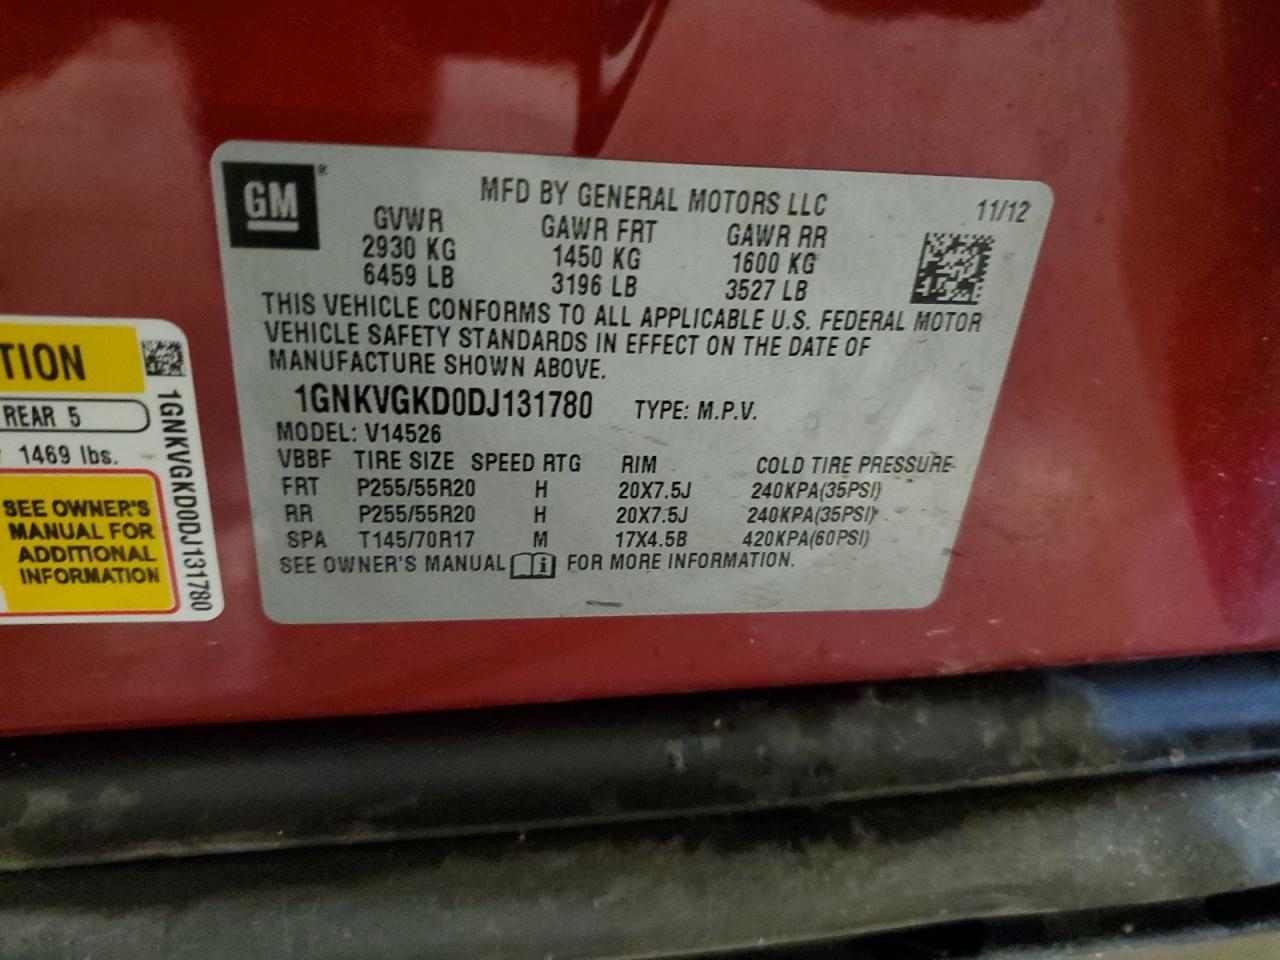 GM
MFD BY GENERAL MOTORS LLC
11/12
GVWR GAWR FRT GAWR RR
2930 KG 1450 KG 1600 KG
6459 LB 3196 LB 3527 LB
THIS VEHICLE CONFORMS TO ALL APPLICABLE U.S. FEDERAL MOTOR
VEHICLE SAFETY STANDARDS IN EFFECT ON THE DATE OF
MANUFACTURE SHOWN ABOVE.
1GNKVGKD0DJ131780 TYPE: M.P.V.
MODEL: V14526
VBBF TIRE SIZE SPEED RTG RIM COLD TIRE PRESSURE
FRT P255/55R20 H 20X7.5J 240KPA(35PSI)
RR P255/55R20 H 20X7.5J 240KPA(35PSI)
SPA T145/70R17 M 17X4.5B 420KPA(60PSI)
SEE OWNER'S MANUAL FOR MORE INFORMATION.
TION
REAR 5
1469 lbs.
SEE OWNER'S
MANUAL FOR
ADDITIONAL
INFORMATION
1GNKVGKD0DJ131780